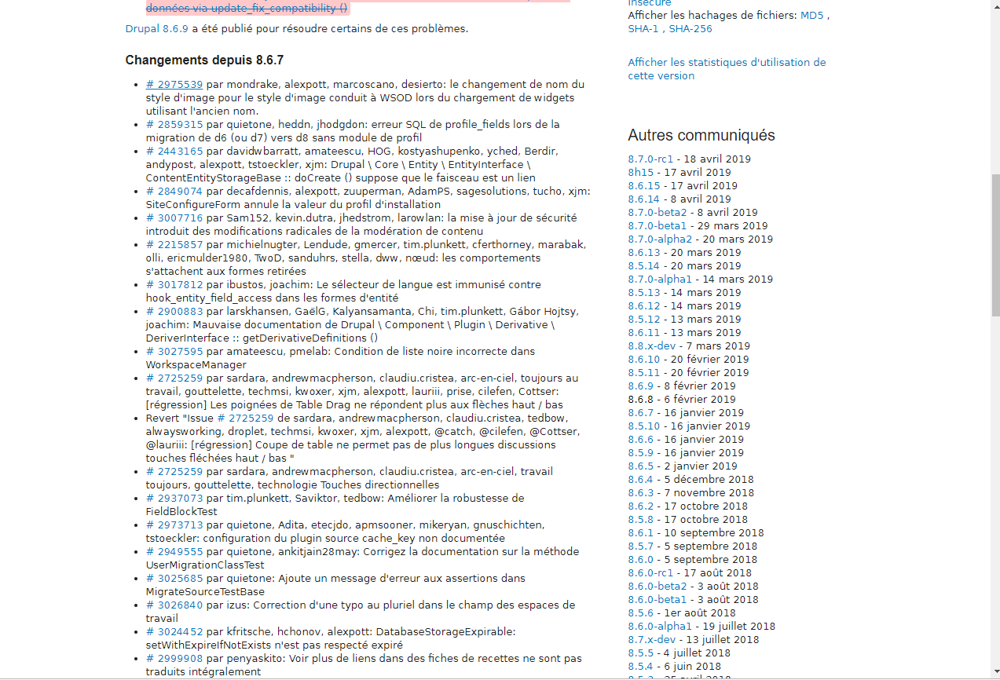 données via update_fix_compatibility ()
Drupal 8.6.9 a été publié pour résoudre certains de ces problèmes.
Changements depuis 8.6.7
# 2975539 par mondrake, alexpott, marcoscano, desierto: le changement de nom du
style d'image pour le style d'image conduit à WSOD lors du chargement de widgets
utilisant l'ancien nom.
# 2859315 par quietone, heddn, jhodgdon: erreur SQL de profile_fields lors de la
migration de d6 (ou d7) vers d8 sans module de profil
# 2443165 par davidwbarratt, amateescu, HOG, kostyashupenko, yched, Berdir,
andypost, alexpott, tstoeckler, xjm: Drupal \ Core \ Entity \ EntityInterface \
ContentEntityStorageBase :: doCreate () suppose que le faisceau est un lien
# 2849074 par decafdennis, alexpott, zuuperman, AdamPS, sagesolutions, tucho, xjm:
SiteConfigureForm annule la valeur du profil d'installation
# 3007716 par Sam152, kevin.dutra, jhedstrom, larowlan: la mise à jour de sécurité
introduit des modifications radicales de la modération de contenu
# 2215857 par michielnugter, Lendude, gmercer, tim.plunkett, cferthorney, marabak,
olli, ericmulder1980, TwoD, sanduhrs, stella, dww, nœud: les comportements
s'attachent aux formes retirées
# 3017812 par ibustos, joachim: Le sélecteur de langue est immunisé contre
hook_entity_field_access dans les formes d'entité
# 2900883 par larskhansen, GaëlG, Kalyansamanta, Chi, tim.plunkett, Gábor Hojtsy,
joachim: Mauvaise documentation de Drupal \ Component \ Plugin \ Derivative \
DeriverInterface :: getDerivativeDefinitions ()
# 3027595 par amateescu, pmelab: Condition de liste noire incorrecte dans
WorkspaceManager
# 2725259 par sardara, andrewmacpherson, claudiu.cristea, arc-en-ciel, toujours au
travail, gouttelette, techmsi, kwoxer, xjm, alexpott, lauriii, prise, cilefen, Cottser:
[régression] Les poignées de Table Drag ne répondent plus aux flèches haut / bas
Revert "Issue # 2725259 de sardara, andrewmacpherson, claudiu.cristea, tedbow,
alwaysworking, droplet, techmsi, kwoxer, xjm, alexpott, @catch, @cilefen, @Cottser,
@lauriii: [régression] Coupe de table ne permet pas de plus longues discussions
touches fléchées haut / bas "
# 2725259 par sardara, andrewmacpherson, claudiu.cristea, arc-en-ciel, travail
toujours, gouttelette, technologie Touches directionnelles
# 2937073 par tim.plunkett, Saviktor, tedbow: Améliorer la robustesse de
FieldBlockTest
# 2973713 par quietone, Adita, etecjdo, apmsooner, mikeryan, gnuschichten,
tstoeckler: configuration du plugin source cache_key non documentée
# 2949555 par quietone, ankitjain28may: Corrigez la documentation sur la méthode
UserMigrationClassTest
# 3025685 par quietone: Ajoute un message d'erreur aux assertions dans
MigrateSourceTestBase
# 3026840 par izus: Correction d'une typo au pluriel dans le champ des espaces de
travail
# 3024452 par kfritsche, hchonov, alexpott: DatabaseStorageExpirable:
setWithExpireIfNotExists n'est pas respecté expiré
# 2999908 par penyaskito: Voir plus de liens dans des fiches de recettes ne sont pas
traduits intégralement
insecure
Afficher les hachages de fichiers: MD5 ,
SHA-1 , SHA-256
Afficher les statistiques d'utilisation de
cette version
Autres communiqués
8.7.0-rc1 - 18 avril 2019
8h15 - 17 avril 2019
8.6.15 - 17 avril 2019
8.6.14 - 8 avril 2019
8.7.0-beta2 - 8 avril 2019
8.7.0-beta1 - 29 mars 2019
8.7.0-alpha2 - 20 mars 2019
8.6.13 - 20 mars 2019
8.5.14 - 20 mars 2019
8.7.0-alpha1 - 14 mars 2019
8.5.13 - 14 mars 2019
8.6.12 - 14 mars 2019
8.5.12 - 13 mars 2019
8.6.11 - 13 mars 2019
8.8.x-dev - 7 mars 2019
8.6.10 - 20 février 2019
8.5.11 - 20 février 2019
8.6.9 - 8 février 2019
8.6.8 - 6 février 2019
8.6.7 - 16 janvier 2019
8.5.10 - 16 janvier 2019
8.6.6 - 16 janvier 2019
8.5.9 - 16 janvier 2019
8.6.5 - 2 janvier 2019
8.6.4 - 5 décembre 2018
8.6.3 - 7 novembre 2018
8.6.2 - 17 octobre 2018
8.5.8 - 17 octobre 2018
8.6.1 - 10 septembre 2018
8.5.7 - 5 septembre 2018
8.6.0 - 5 septembre 2018
8.6.0-rc1 - 17 août 2018
8.6.0-beta2 - 3 août 2018
8.6.0-beta1 - 3 août 2018
8.5.6 - 1er août 2018
8.6.0-alpha1 - 19 juillet 2018
8.7.x-dev - 13 juillet 2018
8.5.5 - 4 juillet 2018
8.5.4 - 6 juin 2018